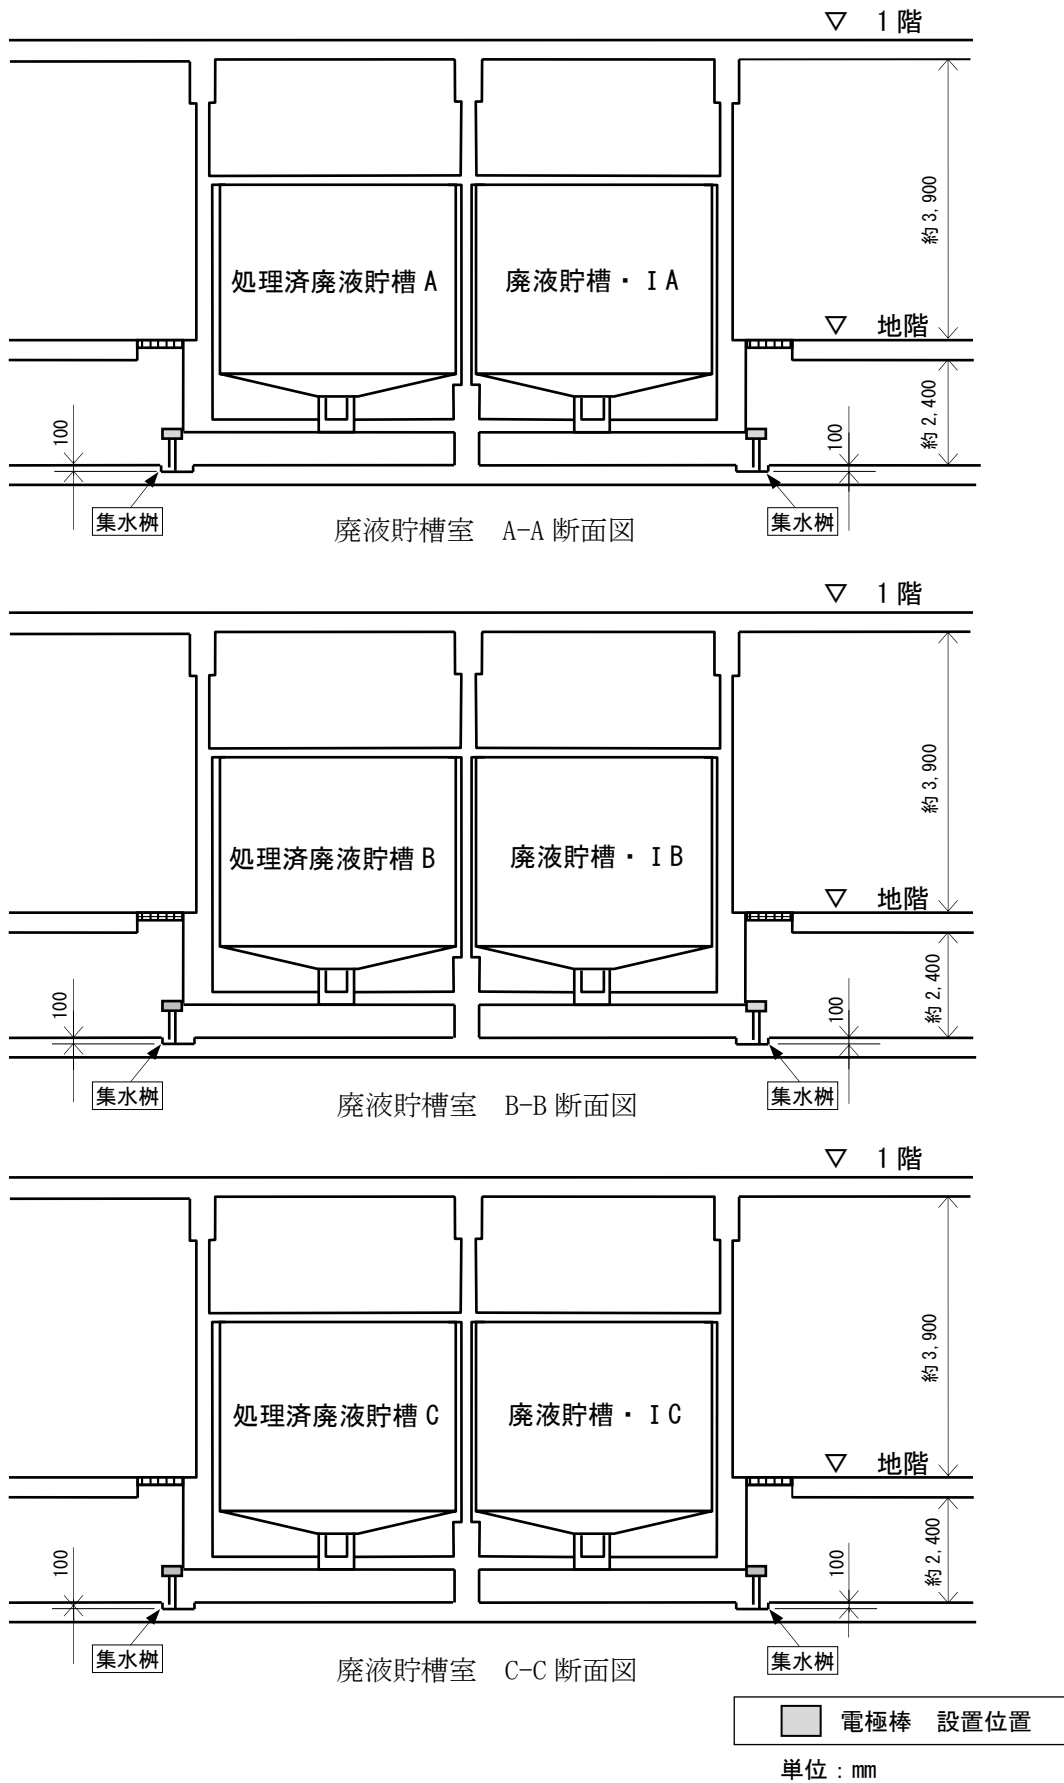 ▽ 1階
約3,900
処理済廃液貯槽A
廃液貯槽・ⅠA
▽ 地階
約2,400
100
100
集水桝
集水桝
廃液貯槽室 A-A断面図
▽ 1階
約3,900
処理済廃液貯槽B
廃液貯槽・ⅠB
▽ 地階
約2,400
100
100
集水桝
集水桝
廃液貯槽室 B-B断面図
▽ 1階
約3,900
処理済廃液貯槽C
廃液貯槽・ⅠC
▽ 地階
約2,400
100
100
集水桝
集水桝
廃液貯槽室 C-C断面図
電極棒 設置位置
単位:mm